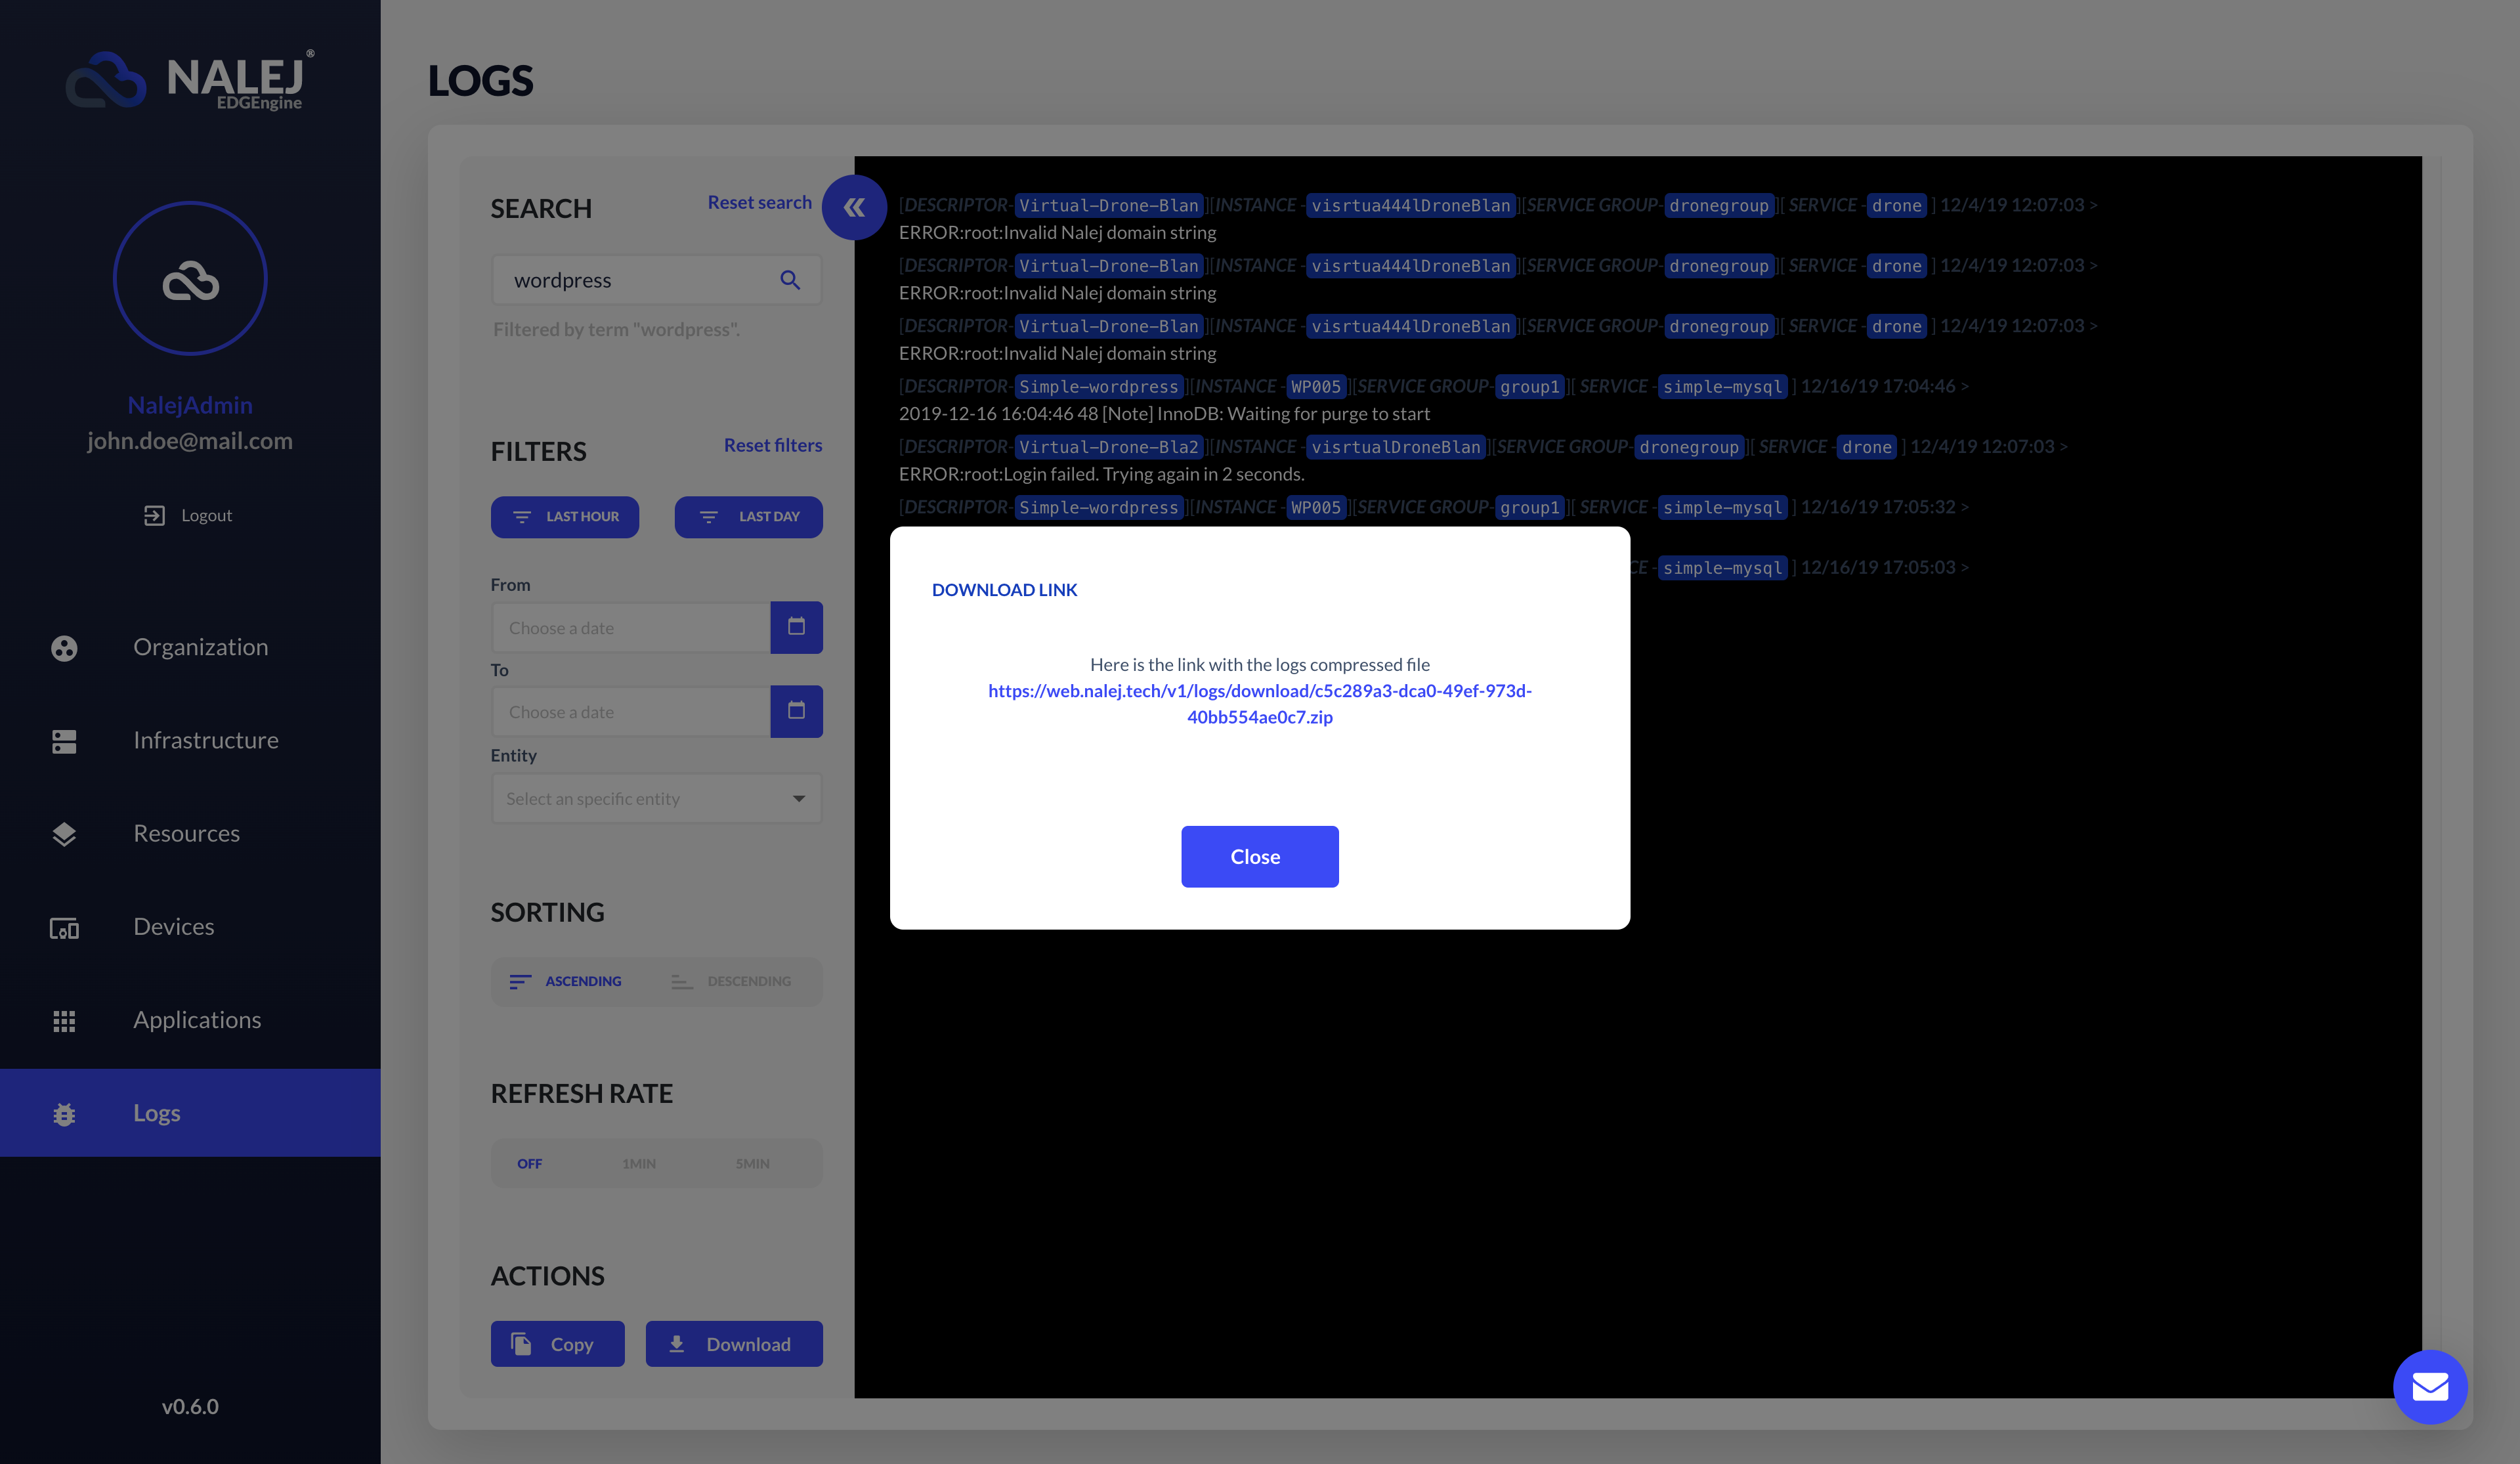 NALEJ®
EDGEngine
NalejAdmin
john.doe@mail.com
Logout
Organization
Infrastructure
Resources
Devices
Applications
Logs
v0.6.0
LOGS
SEARCH
Reset search
wordpress
Filtered by term "wordpress".
FILTERS
Reset filters
LAST HOUR
LAST DAY
From
Choose a date
To
Choose a date
Entity
Select an specific entity
SORTING
ASCENDING
DESCENDING
REFRESH RATE
OFF
1MIN
5MIN
ACTIONS
Copy
Download
[DESCRIPTOR-Virtual-Drone-Blan][INSTANCE -visrtua444lDroneBlan][SERVICE GROUP-dronegroup][ SERVICE -drone ] 12/4/19 12:07:03 >
ERROR:root:Invalid Nalej domain string
[DESCRIPTOR-Virtual-Drone-Blan][INSTANCE -visrtua444lDroneBlan][SERVICE GROUP-dronegroup][ SERVICE -drone ] 12/4/19 12:07:03 >
ERROR:root:Invalid Nalej domain string
[DESCRIPTOR-Virtual-Drone-Blan][INSTANCE -visrtua444lDroneBlan][SERVICE GROUP-dronegroup][ SERVICE -drone ] 12/4/19 12:07:03 >
ERROR:root:Invalid Nalej domain string
[DESCRIPTOR-Simple-wordpress][INSTANCE -WP005][SERVICE GROUP-group1][ SERVICE -simple-mysql ] 12/16/19 17:04:46 >
2019-12-16 16:04:46 48 [Note] InnoDB: Waiting for purge to start
[DESCRIPTOR-Virtual-Drone-Bla2][INSTANCE -visrtualDroneBlan][SERVICE GROUP-dronegroup][ SERVICE -drone ] 12/4/19 12:07:03 >
ERROR:root:Login failed. Trying again in 2 seconds.
[DESCRIPTOR-Simple-wordpress][INSTANCE -WP005][SERVICE GROUP-group1][ SERVICE -simple-mysql ] 12/16/19 17:05:32 >
CE -simple-mysql ] 12/16/19 17:05:03 >
DOWNLOAD LINK
Here is the link with the logs compressed file
https://web.nalej.tech/v1/logs/download/c5c289a3-dca0-49ef-973d-
40bb554ae0c7.zip
Close